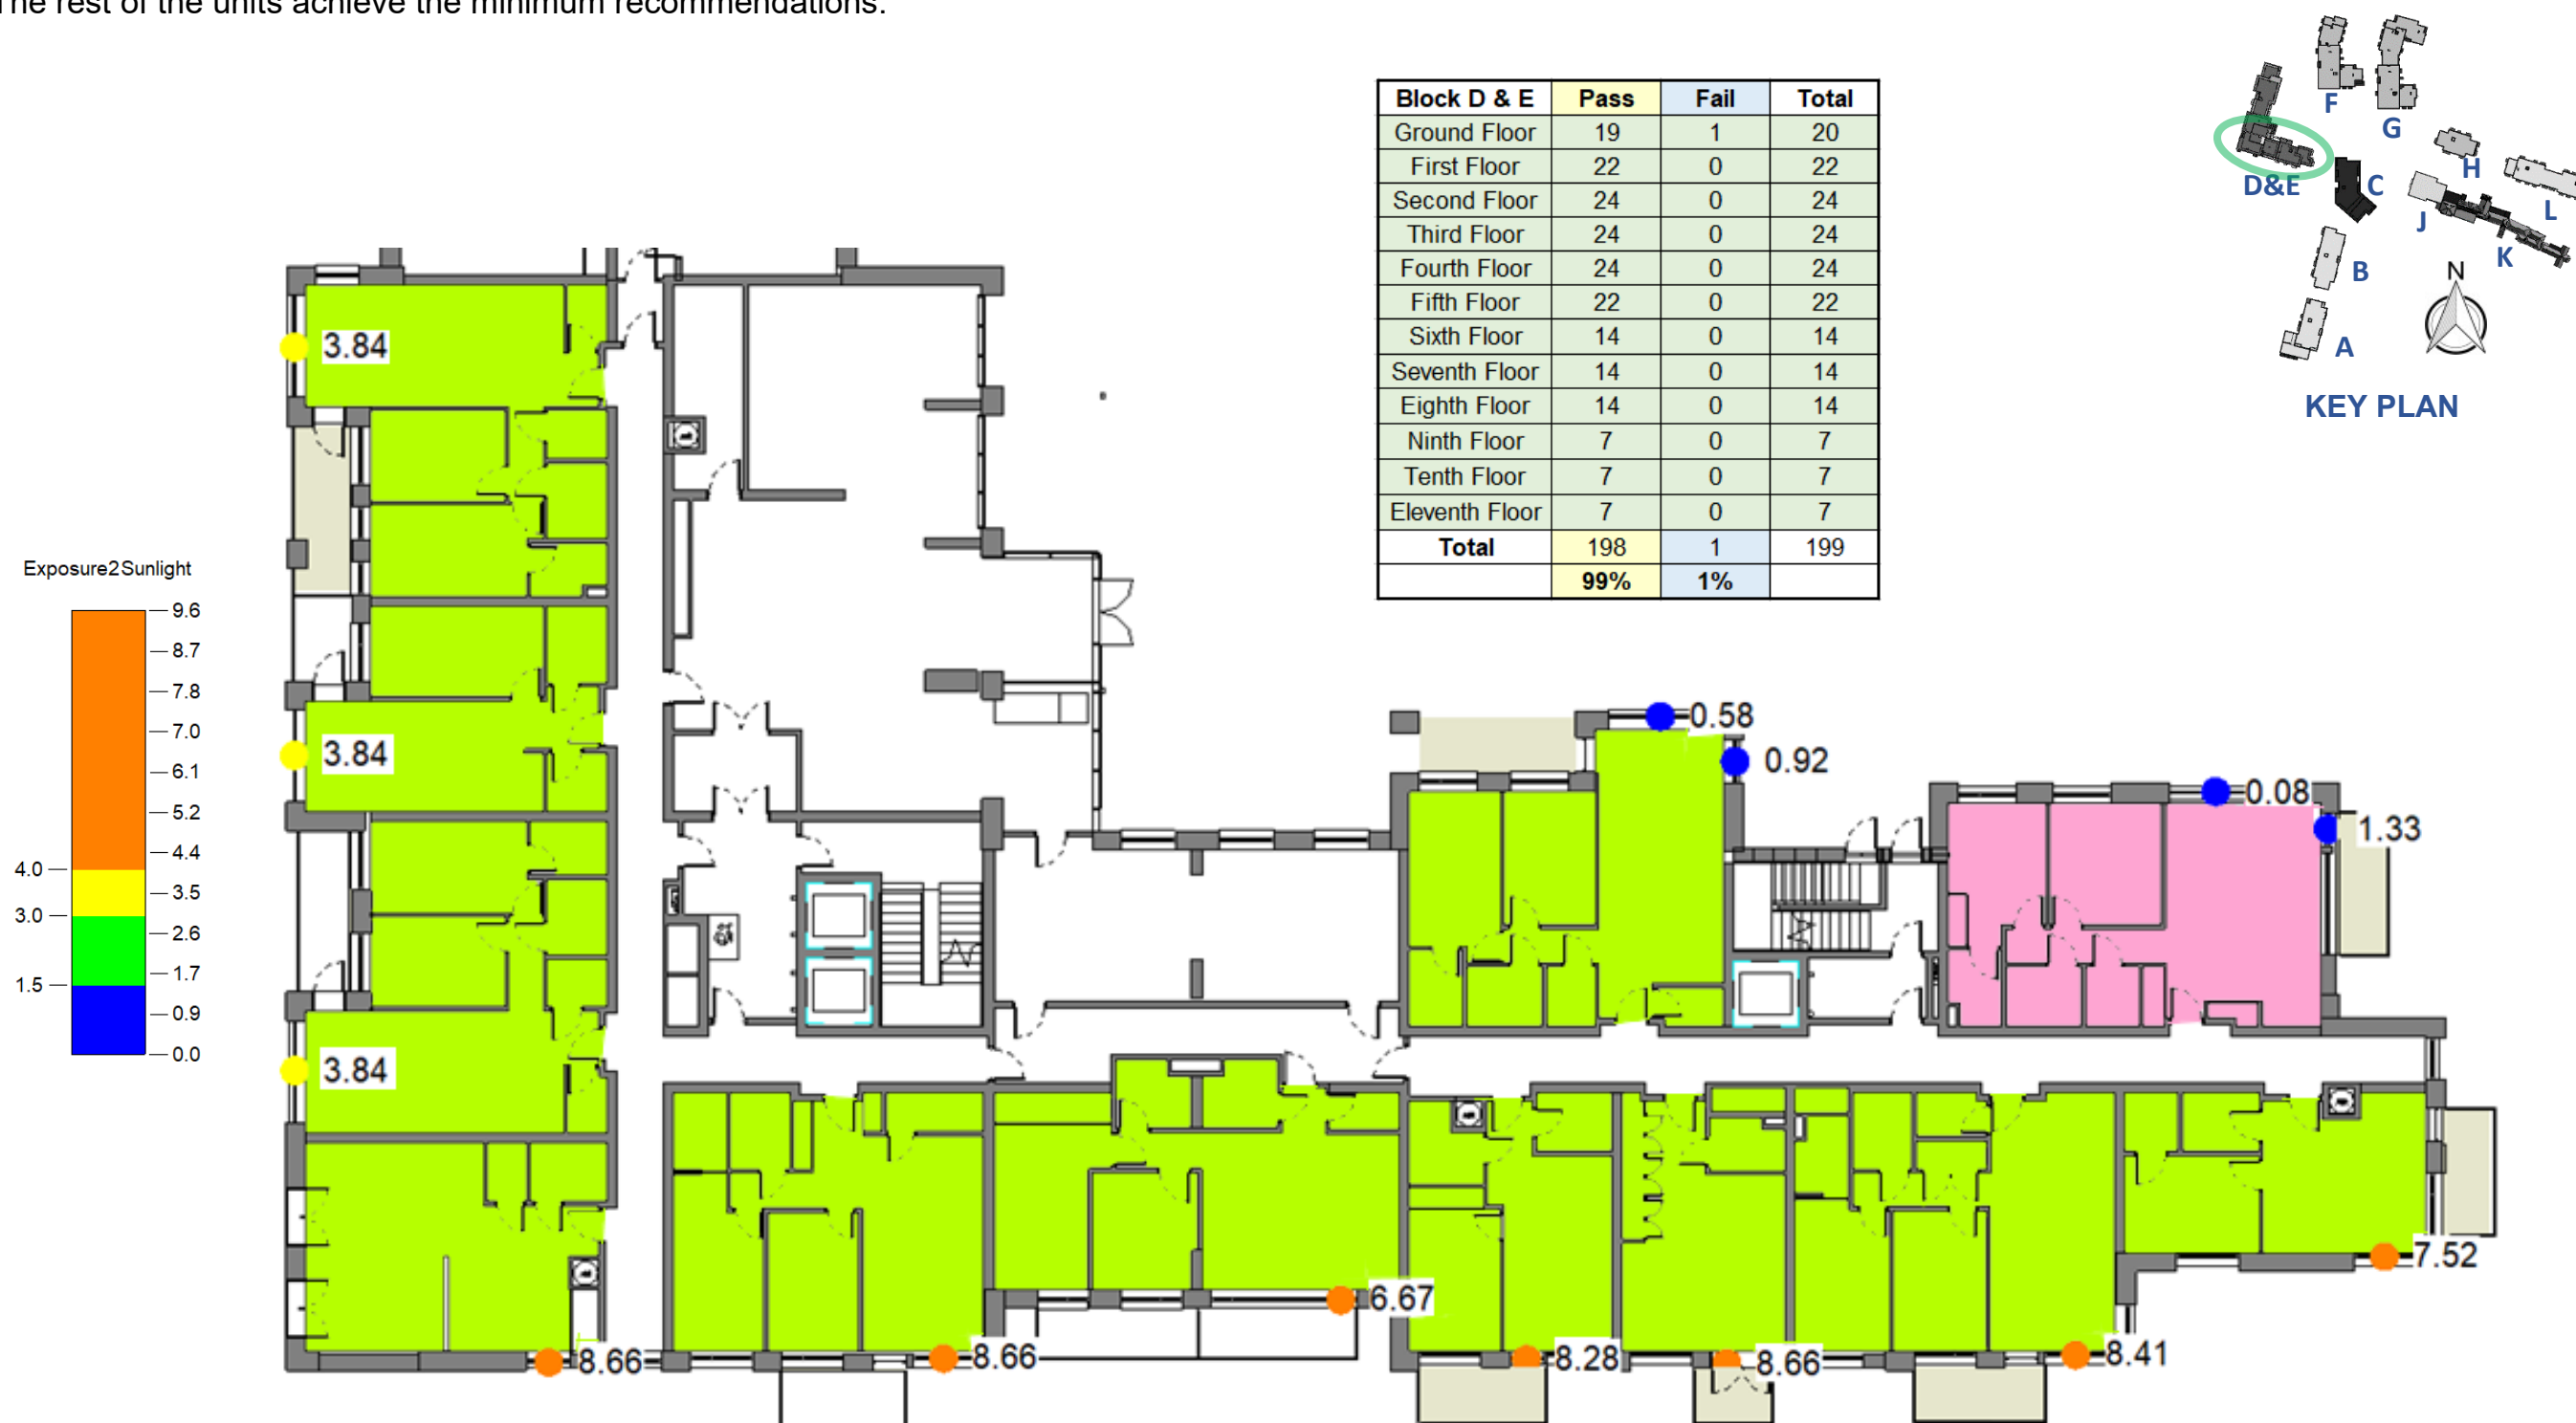 The rest of the units achieve the minimum recommendations.
Block D & E Pass Fail Total
Ground Floor 19 1 20
First Floor 22 0 22
Second Floor 24 0 24
Third Floor 24 0 24
Fourth Floor 24 0 24
Fifth Floor 22 0 22
Sixth Floor 14 0 14
Seventh Floor 14 0 14
Eighth Floor 14 0 14
Ninth Floor 7 0 7
Tenth Floor 7 0 7
Eleventh Floor 7 0 7
Total 198 1 199
99% 1%
F
G
H
D&E
C
L
J
K
B
N
A
KEY PLAN
Exposure2Sunlight
9.6
8.7
7.8
7.0
6.1
5.2
4.4
4.0
3.5
3.0
2.6
1.7
1.5
0.9
0.0
3.84
3.84
3.84
0.58
0.92
0.08
1.33
7.52
6.67
8.66
8.66
8.28
8.66
8.41